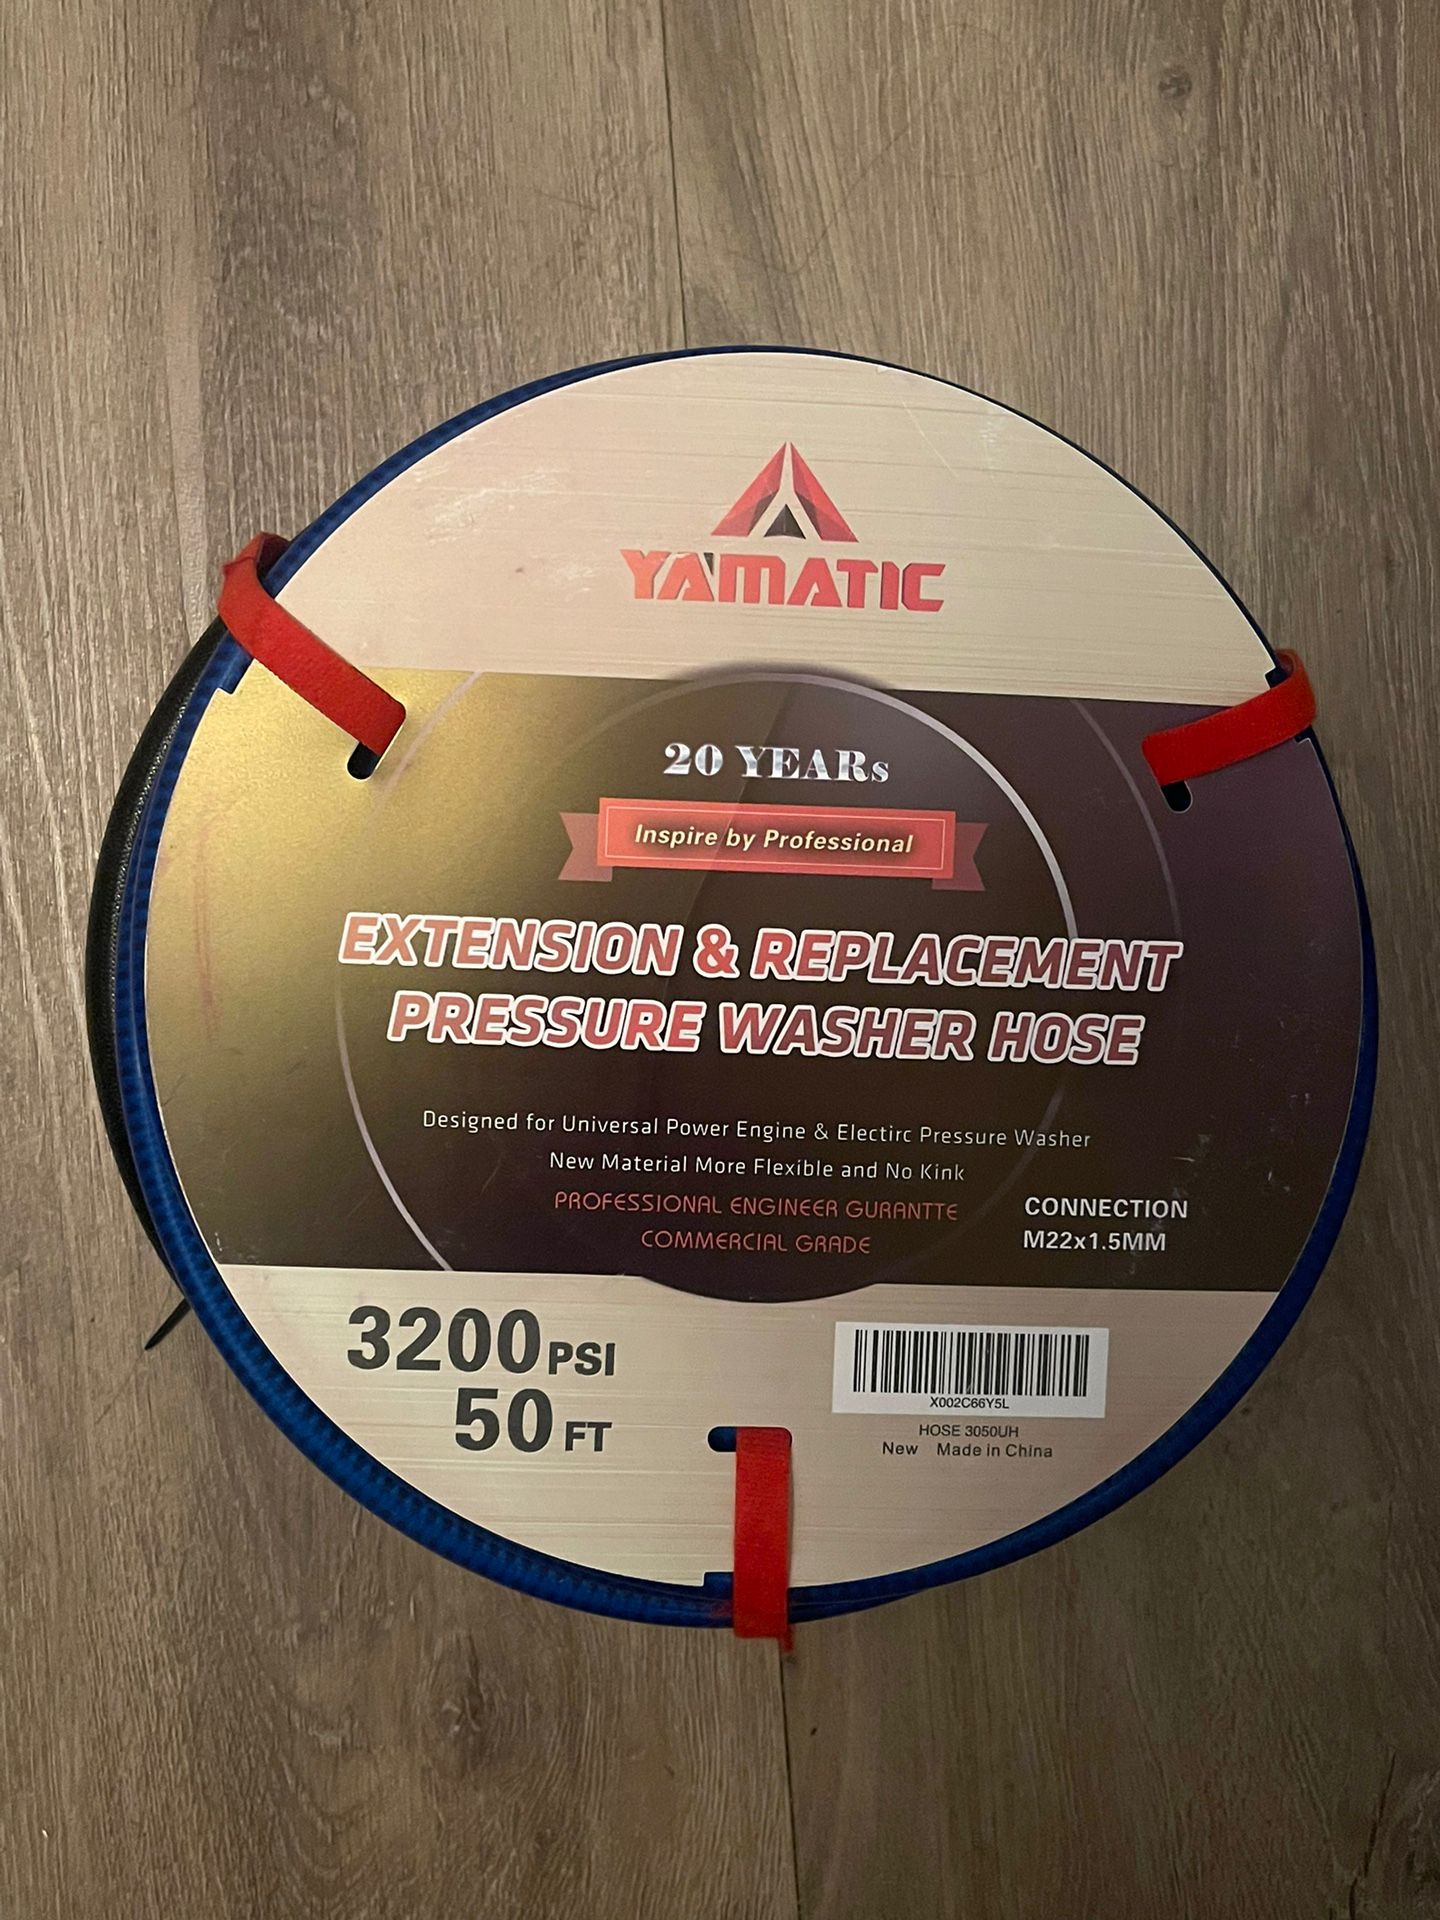 YAMATIC
20 YEARs
Inspire by Professional
EXTENSION & REPLACEMENT
PRESSURE WASHER HOSE
Designed for Universal Power Engine & Electirc Pressure Washer
New Material More Flexible and No Kink
PROFESSIONAL ENGINEER GURANTTE
COMMERCIAL GRADE
CONNECTION
M22x1.5MM
3200 PSI
50 FT
X002C66Y5L
HOSE 3050UH
New Made in China